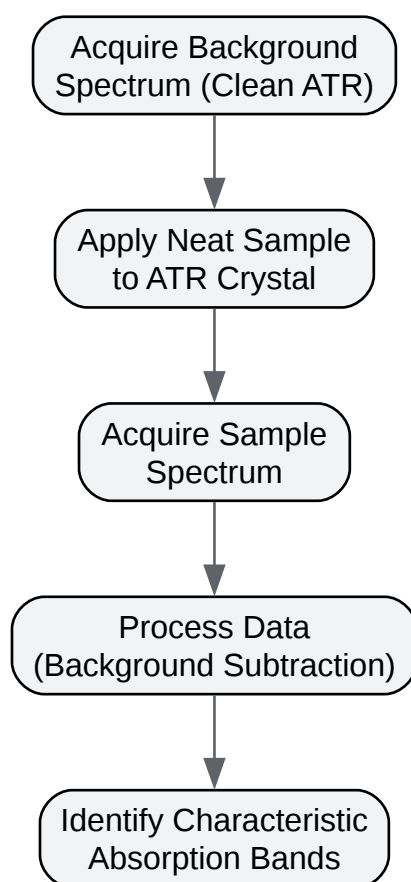 Acquire Background
Spectrum (Clean ATR)
Apply Neat Sample
to ATR Crystal
Acquire Sample
Spectrum
Process Data
(Background Subtraction)
Identify Characteristic
Absorption Bands